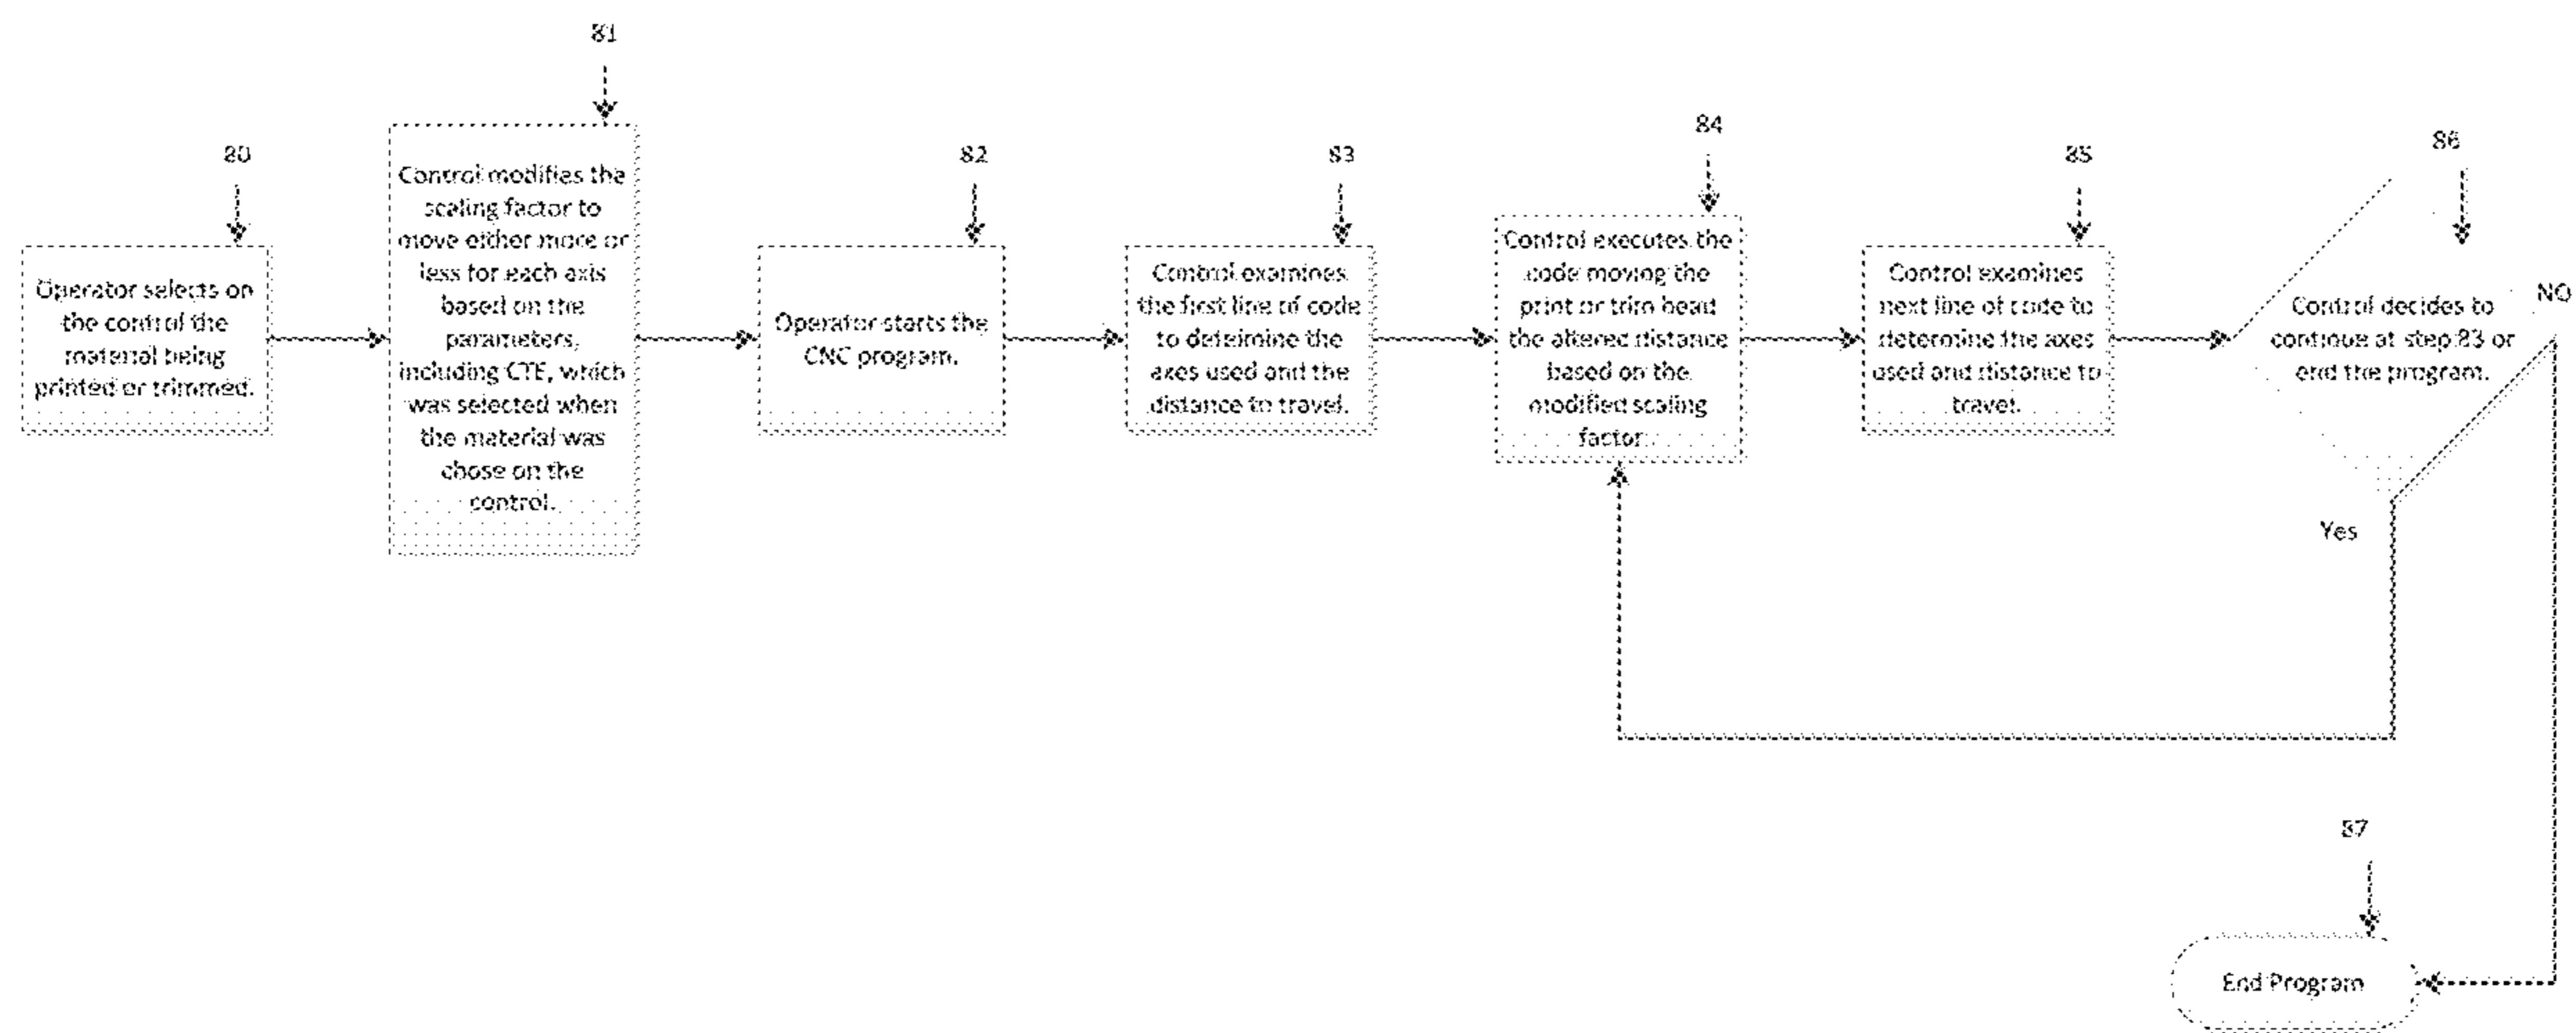 80
Operator selects on
the control the
material being
printed or trimmed.
81
Control modifies the
scaling factor to
move either more or
less for each axis
based on the
parameters,
including CTE, which
was selected when
the material was
chose on the
control.
82
Operator starts the
CNC program.
83
Control examines
the first line of code
to determine the
axes used and the
distance to travel.
84
Control executes the
code moving the
print or trim head
the altered distance
based on the
modified scaling
factor.
85
Control examines
next line of code to
determine the axes
used and distance to
travel.
86
Control decides to
continue at step 83 or
end the program.
NO
Yes
87
End Program